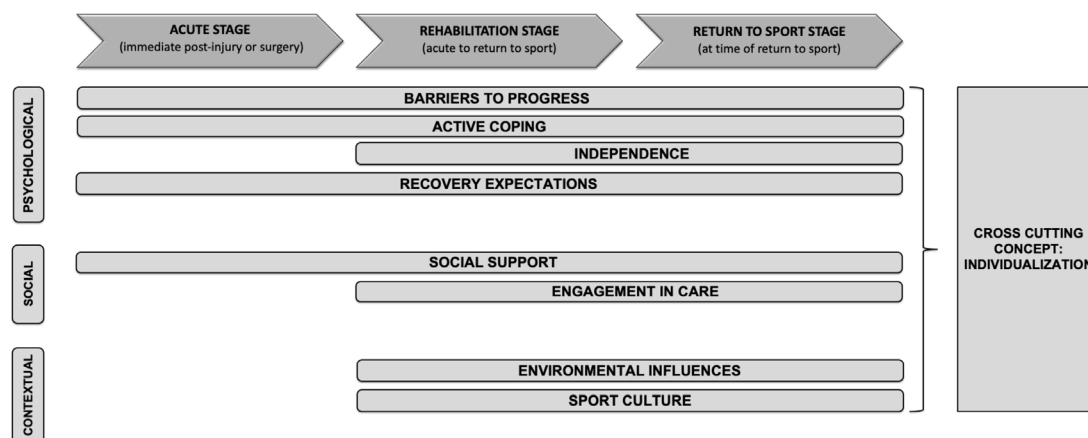 ACUTE STAGE
(immediate post-injury or surgery)
REHABILITATION STAGE
(acute to return to sport)
RETURN TO SPORT STAGE
(at time of return to sport)
PSYCHOLOGICAL
BARRIERS TO PROGRESS
ACTIVE COPING
INDEPENDENCE
RECOVERY EXPECTATIONS
SOCIAL
SOCIAL SUPPORT
ENGAGEMENT IN CARE
CONTEXTUAL
ENVIRONMENTAL INFLUENCES
SPORT CULTURE
CROSS CUTTING
CONCEPT:
INDIVIDUALIZATION